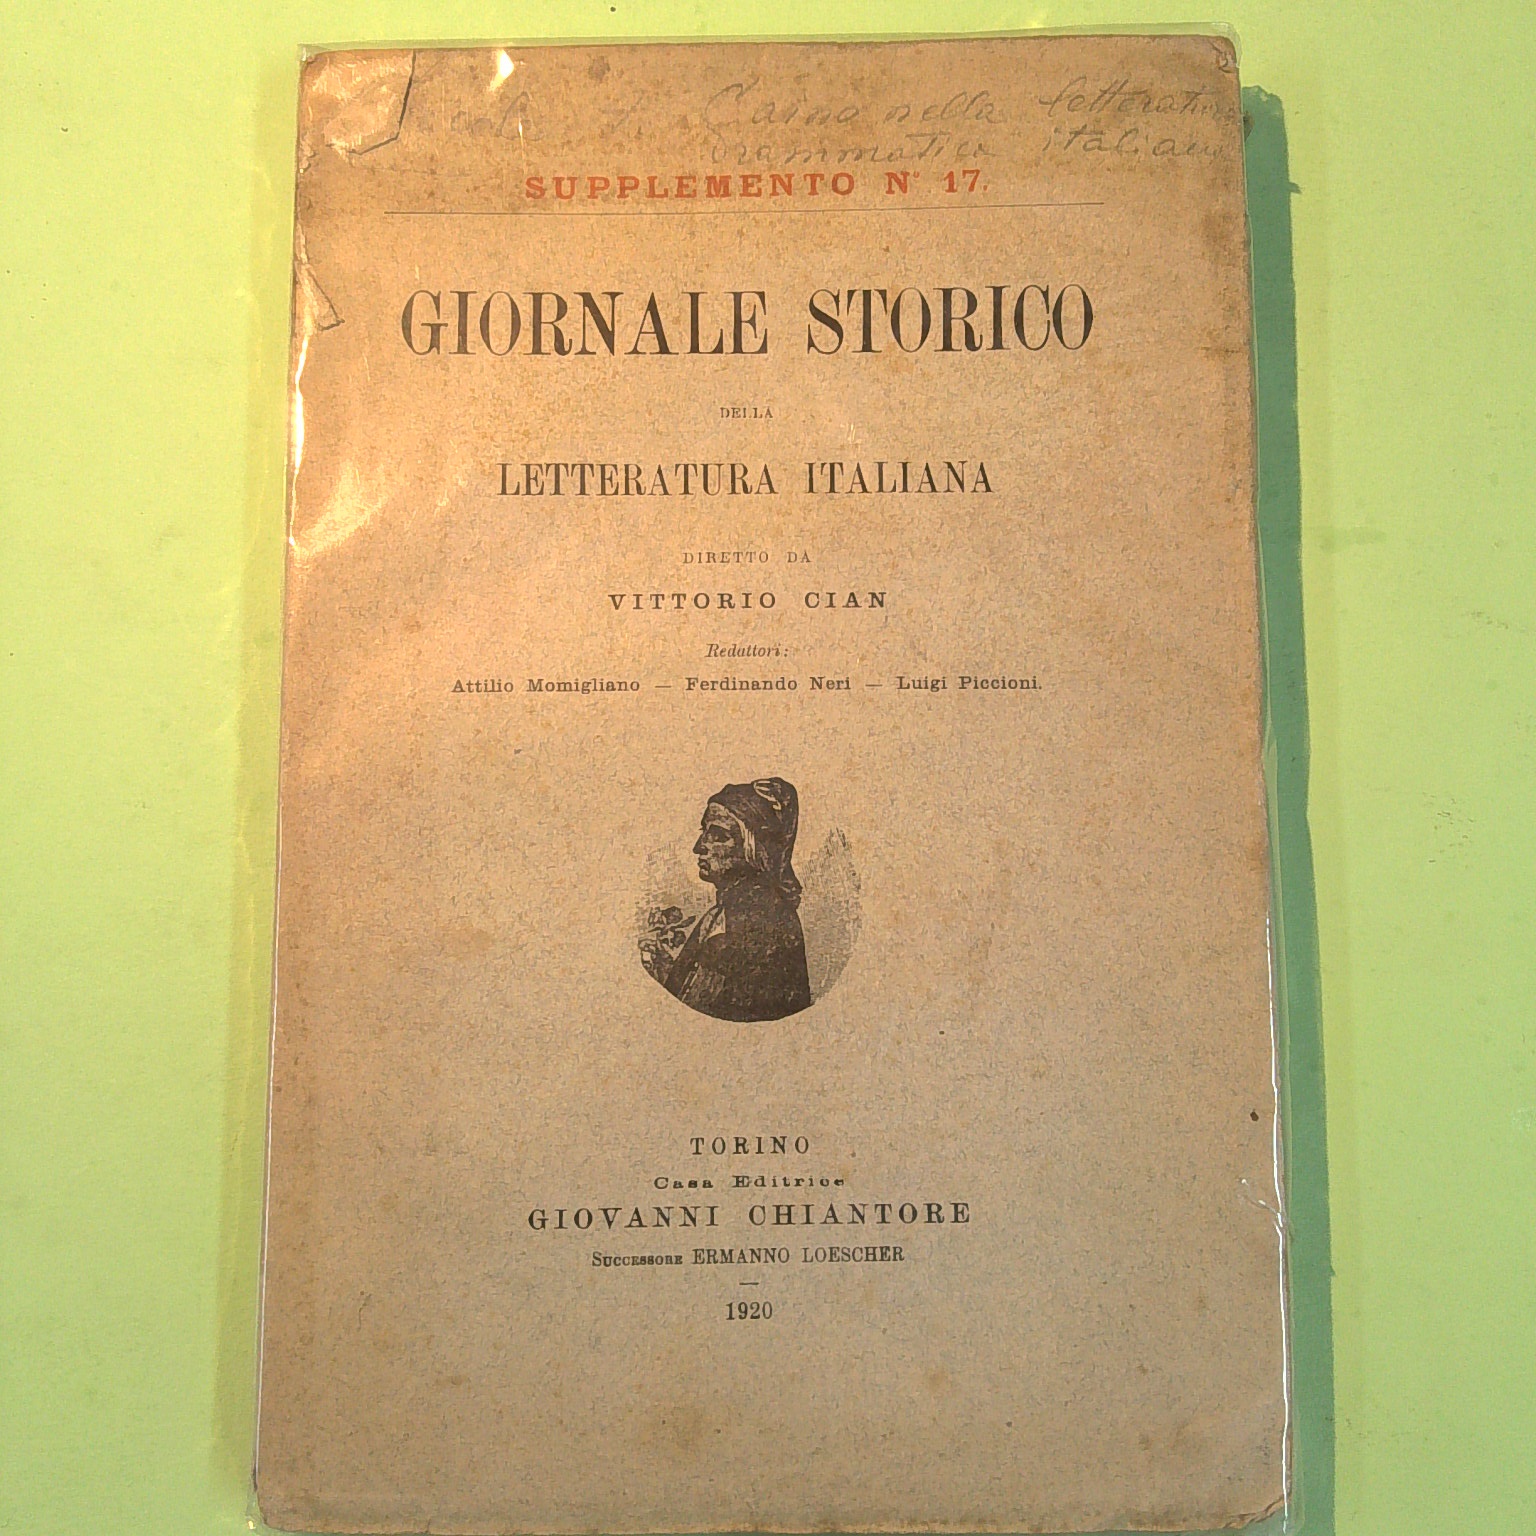 Caino nella letteratura
drammatica italiana
SUPPLEMENTO N° 17.
GIORNALE STORICO
DELLA
LETTERATURA ITALIANA
DIRETTO DA
VITTORIO CIAN
Redattori:
Attilio Momigliano — Ferdinando Neri — Luigi Piccioni.
TORINO
Casa Editrice
GIOVANNI CHIANTORE
Successore ERMANNO LOESCHER
1920